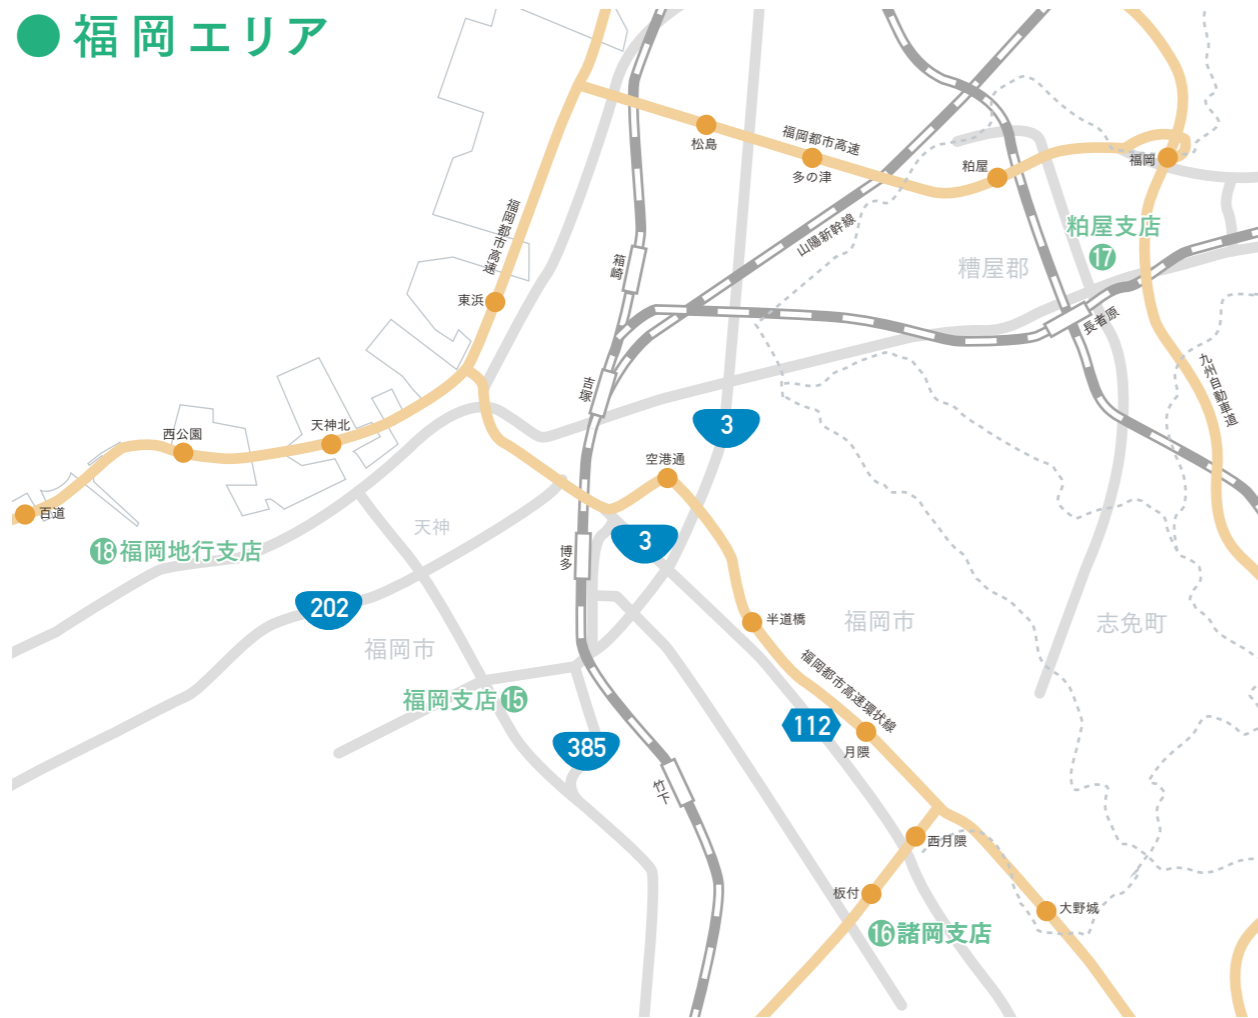 福岡エリア
松島
福岡都市高速
多の津
粕屋
福岡
粕屋支店
⑰
福岡都市高速
山陽新幹線
箱崎
糟屋郡
東浜
長者原
九州自動車道
吉塚
西公園
天神北
3
空港通
百道
天神
3
⑱福岡地行支店
博多
202
半道橋
福岡市
志免町
福岡市
福岡都市高速環状線
福岡支店⑮
112
385
月隈
竹下
西月隈
板付
大野城
⑯諸岡支店